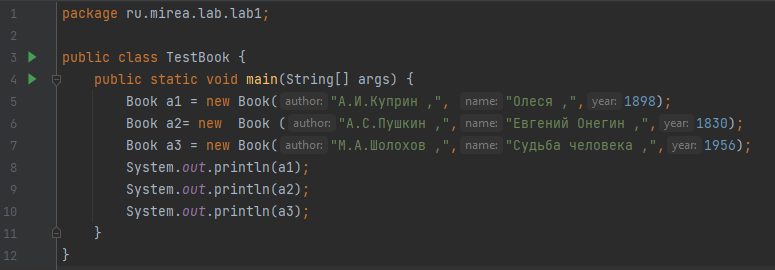 1 package ru.mirea.lab.lab1;
2
3 public class TestBook {
4 public static void main(String[] args) {
5 Book a1 = new Book( author: "А.И.Куприн ,", name: "Олеся ,", year: 1898);
6 Book a2= new  Book ( author: "А.С.Пушкин ,", name: "Евгений Онегин ,", year: 1830);
7 Book a3 = new Book( author: "М.А.Шолохов ,", name: "Судьба человека ,", year: 1956);
8 System.out.println(a1);
9 System.out.println(a2);
10 System.out.println(a3);
11 }
12 }